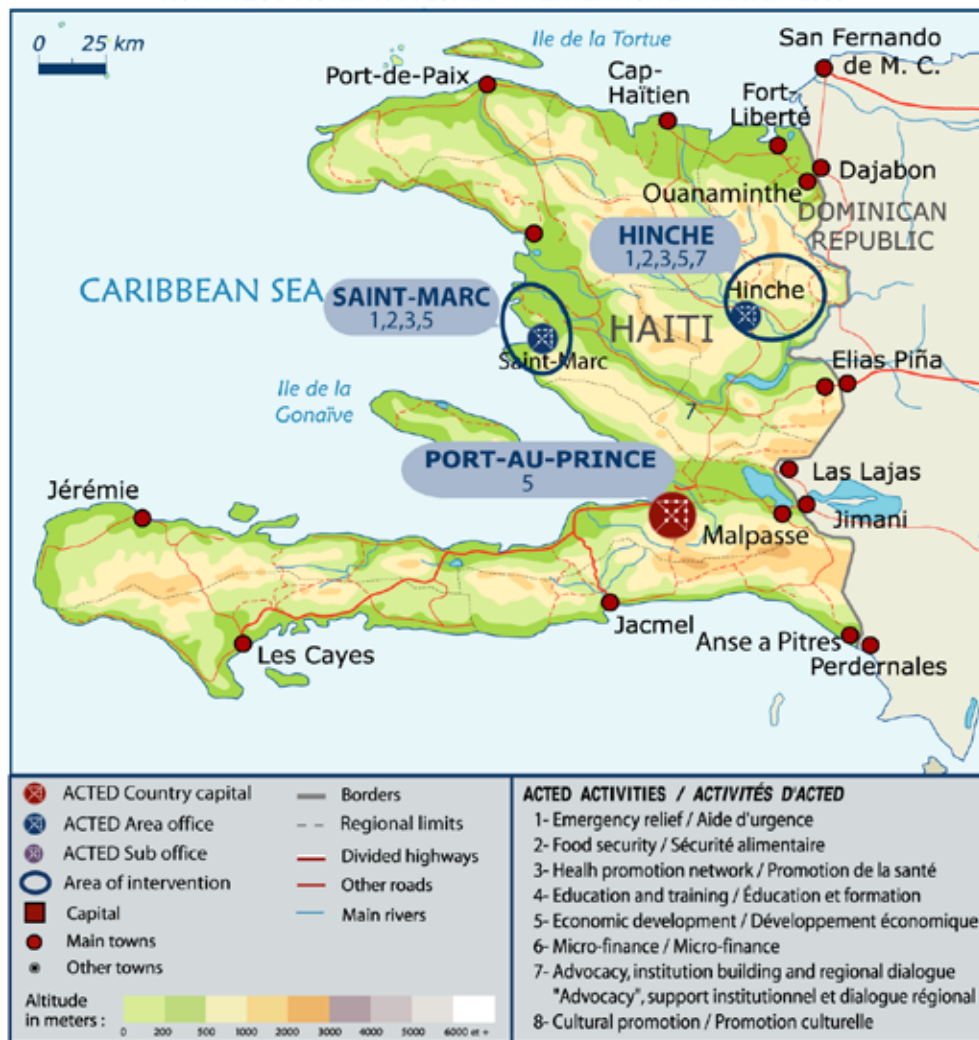 0 25 km
Ile de la Tortue
San Fernando
de M. C.
Port-de-Paix
Cap-
Haïtien
Fort-
Liberté
Dajabon
Ouanaminthe
DOMINICAN
REPUBLIC
HINCHE
1,2,3,5,7
CARIBBEAN SEA
SAINT-MARC
1,2,3,5
Hinche
HAITI
Saint-Marc
Elias Piña
Ile de la
Gonaïve
7
PORT-AU-PRINCE
5
Las Lajas
Jérémie
Jimani
Malpasse
Jacmel
Anse a Pitres
Les Cayes
Perdernales
ACTED Country capital
ACTED Area office
ACTED Sub office
Area of intervention
Capital
Main towns
Other towns
Borders
Regional limits
Divided highways
Other roads
Main rivers
Altitude
in meters :
0 200 500 1000 2000 3000 4000 5000 6000 et +
ACTED ACTIVITIES / ACTIVITÉS D'ACTED
1- Emergency relief / Aide d'urgence
2- Food security / Sécurité alimentaire
3- Healh promotion network / Promotion de la santé
4- Education and training / Éducation et formation
5- Economic development / Développement économique
6- Micro-finance / Micro-finance
7- Advocacy, institution building and regional dialogue
"Advocacy", support institutionnel et dialogue régional
8- Cultural promotion / Promotion culturelle